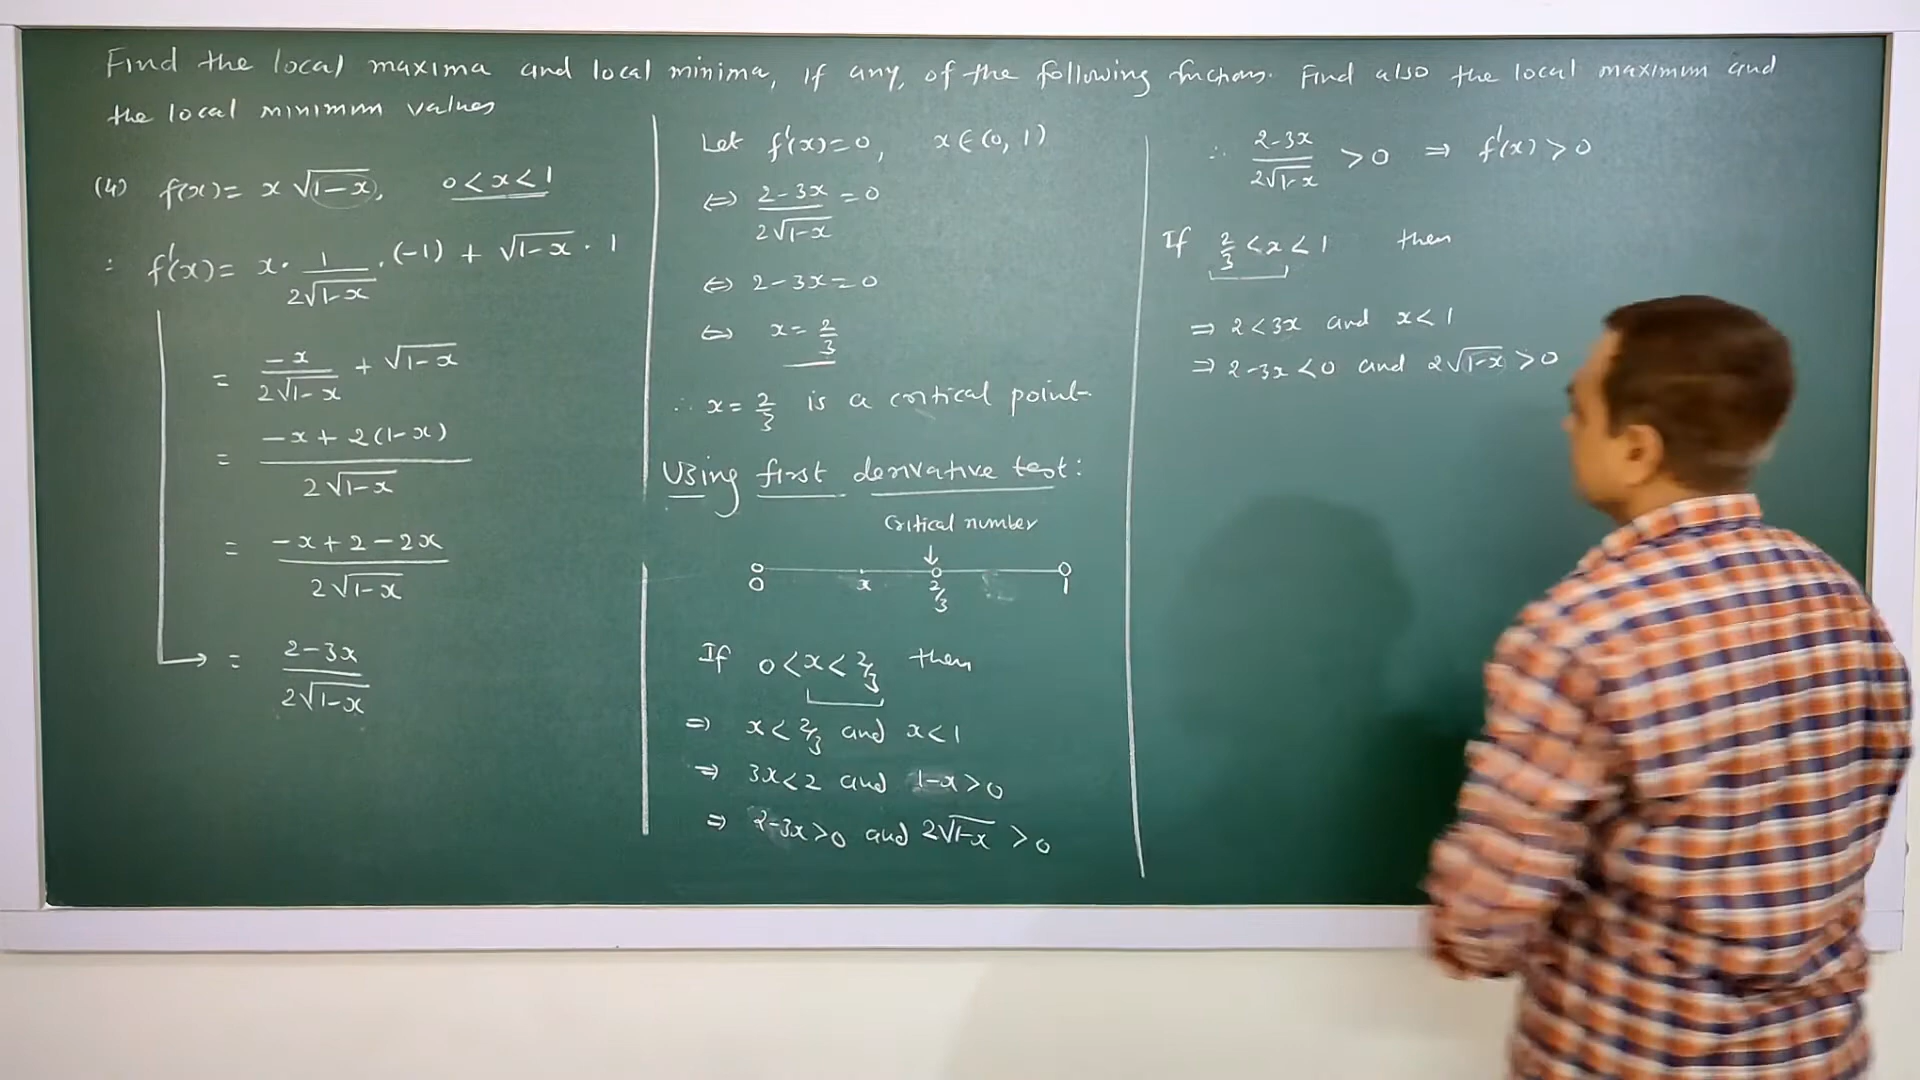 Find the local maxima and local minima, if any, of the following functions. Find also the local maximum and
the local minimum values
(4) f(x) = x √(1-x), 0 < x < 1
∴ f'(x) = x · 1/(2√(1-x)) · (-1) + √(1-x) · 1
= -x/(2√(1-x)) + √(1-x)
= (-x + 2(1-x))/(2√(1-x))
= (-x + 2 - 2x)/(2√(1-x))
= (2-3x)/(2√(1-x))
Let f'(x) = 0, x ∈ (0, 1)
⇔ (2-3x)/(2√(1-x)) = 0
⇔ 2-3x = 0
⇔ x = 2/3
∴ x = 2/3 is a critical point.
Using first derivative test:
Critical number
↓
0 x 2/3 1
If 0 < x < 2/3 then
⇒ x < 2/3 and x < 1
⇒ 3x < 2 and 1-x > 0
⇒ 2-3x > 0 and 2√(1-x) > 0
∴ (2-3x)/(2√(1-x)) > 0 ⇒ f'(x) > 0
If 2/3 < x < 1 then
⇒ 2 < 3x and x < 1
⇒ 2-3x < 0 and 2√(1-x) > 0